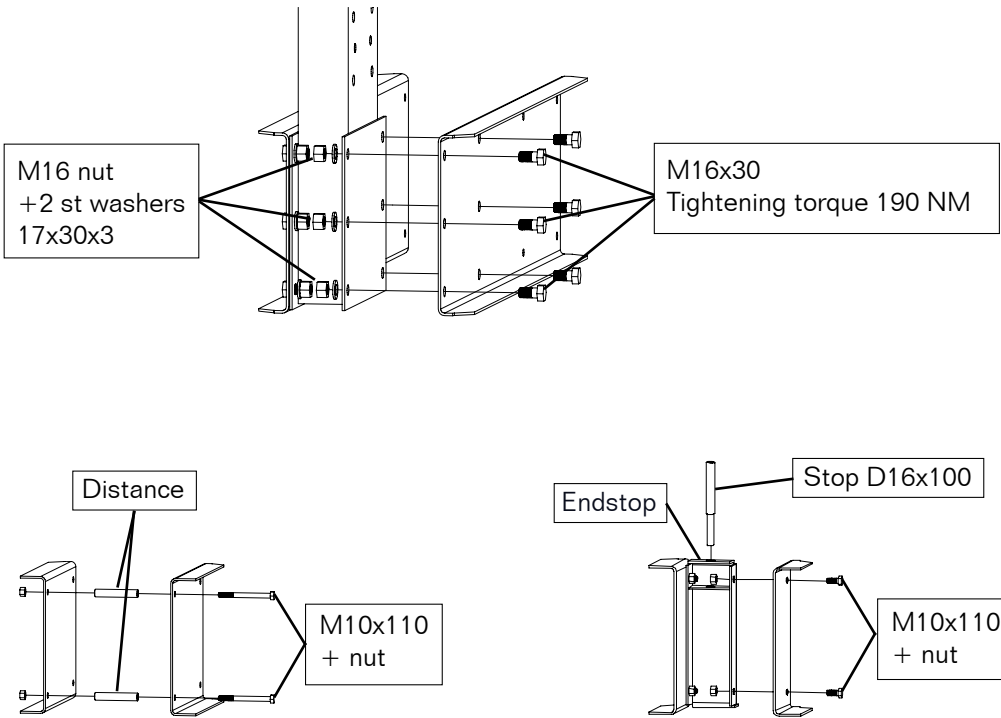 M16 nut
+2 st washers
17x30x3
M16x30
Tightening torque 190 NM
Distance
M10x110
+ nut
Endstop
Stop D16x100
M10x110
+ nut